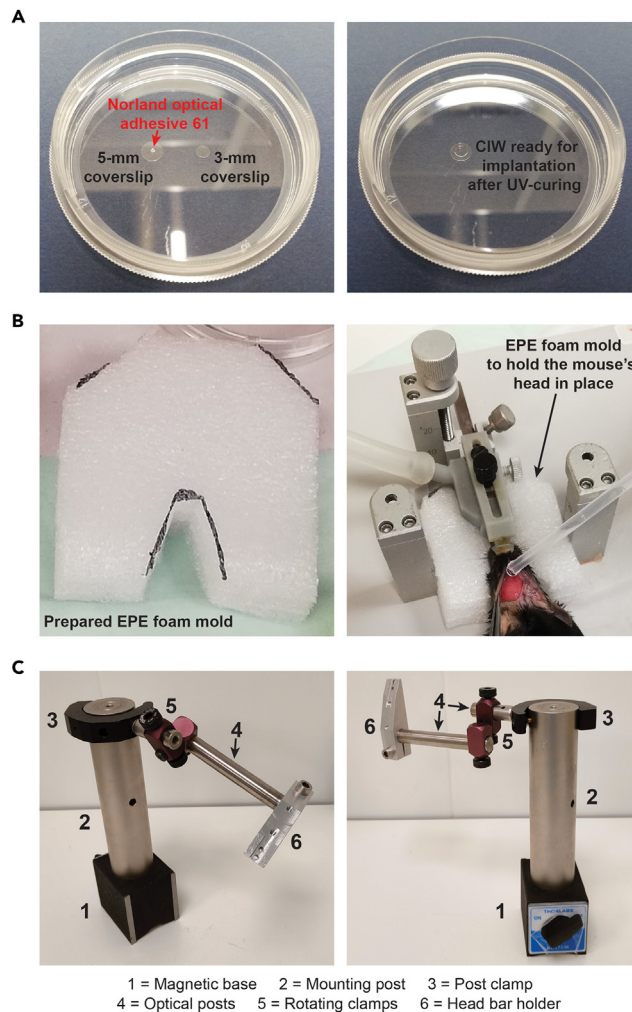 A
Norland optical
adhesive 61
5-mm
coverslip
3-mm
coverslip
CIW ready for
implantation
after UV-curing
B
Prepared EPE foam mold
EPE foam mold
to hold the mouse's
head in place
C
3
5
4
2
6
1
4
6
5
3
2
1
ON
1 = Magnetic base 2 = Mounting post 3 = Post clamp
4 = Optical posts 5 = Rotating clamps 6 = Head bar holder